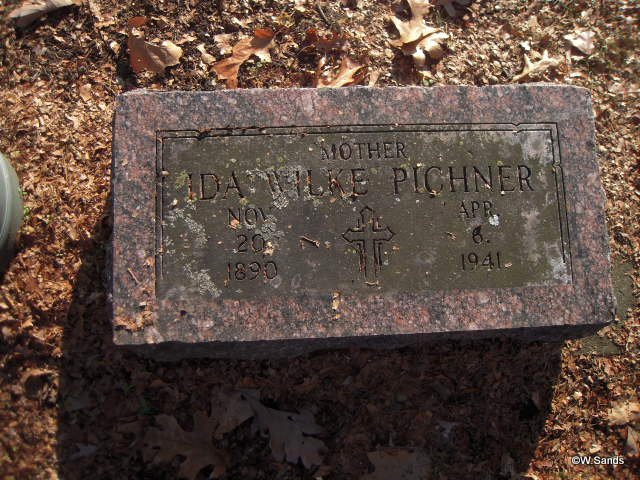 MOTHER
IDA WILKE PICHNER
NOV. APR.
20, 6,
1890 1941
©W.Sands